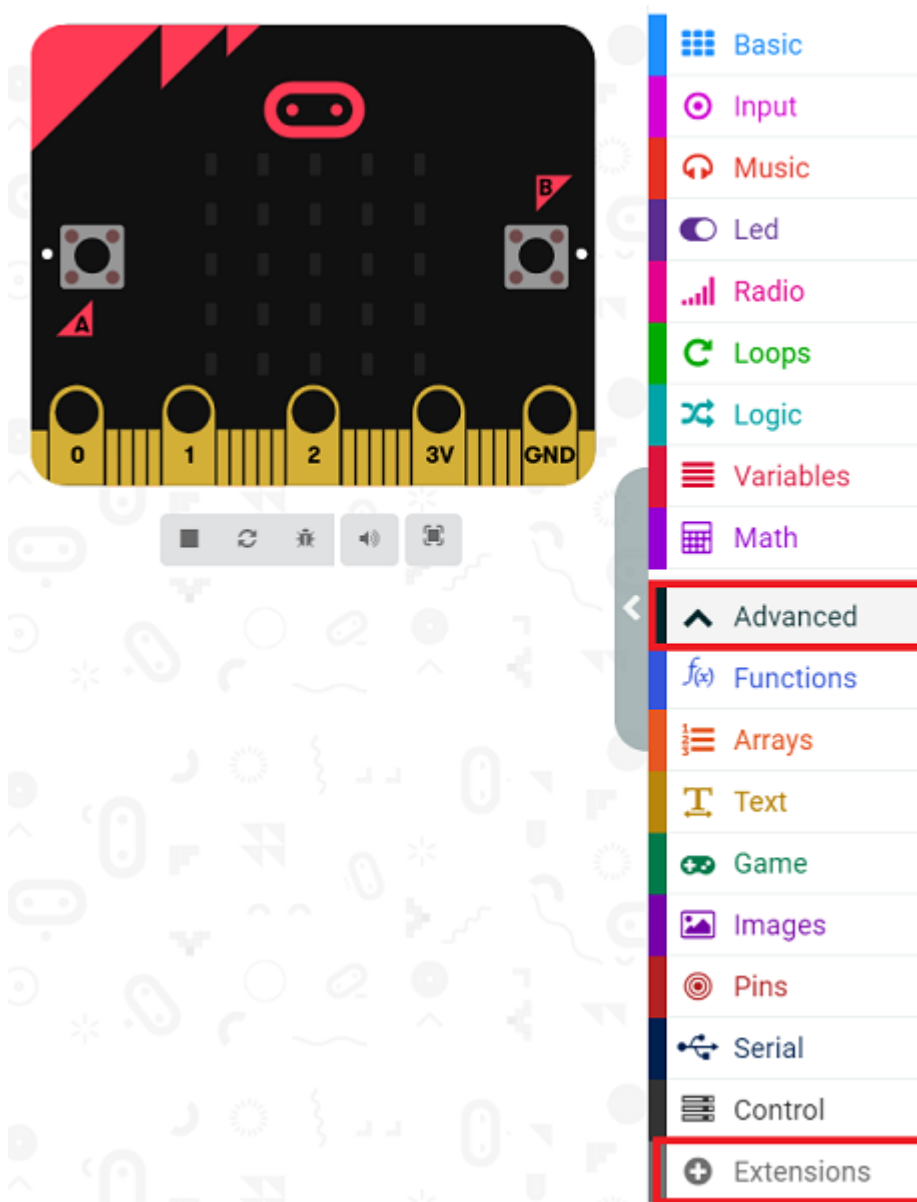 B
A
0
1
2
3V
GND
Basic
Input
Music
Led
Radio
Loops
Logic
Variables
Math
Advanced
f(x) Functions
Arrays
Text
Game
Images
Pins
Serial
Control
Extensions